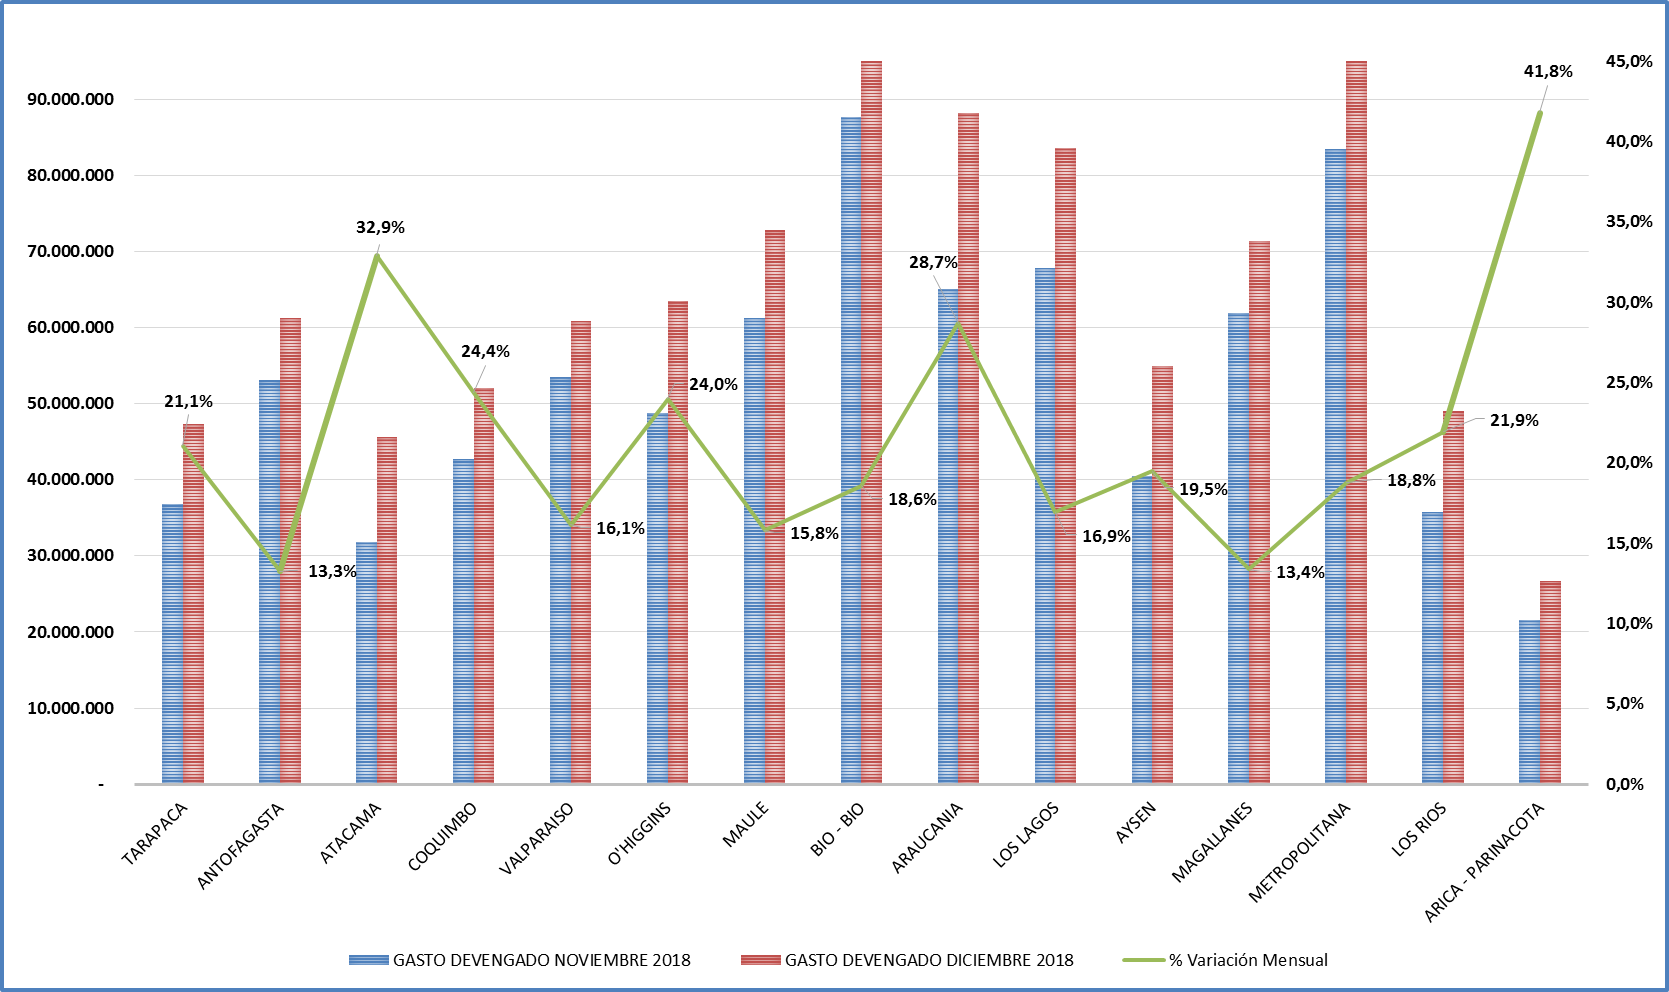 90.000.000
80.000.000
70.000.000
60.000.000
50.000.000
40.000.000
30.000.000
20.000.000
10.000.000
-
45,0%
40,0%
35,0%
30,0%
25,0%
20,0%
15,0%
10,0%
5,0%
0,0%
21,1%
13,3%
32,9%
24,4%
16,1%
24,0%
15,8%
18,6%
28,7%
16,9%
19,5%
13,4%
18,8%
21,9%
41,8%
TARAPACA
ANTOFAGASTA
ATACAMA
COQUIMBO
VALPARAISO
O'HIGGINS
MAULE
BIO - BIO
ARAUCANIA
LOS LAGOS
AYSEN
MAGALLANES
METROPOLITANA
LOS RIOS
ARICA - PARINACOTA
GASTO DEVENGADO NOVIEMBRE 2018
GASTO DEVENGADO DICIEMBRE 2018
% Variación Mensual